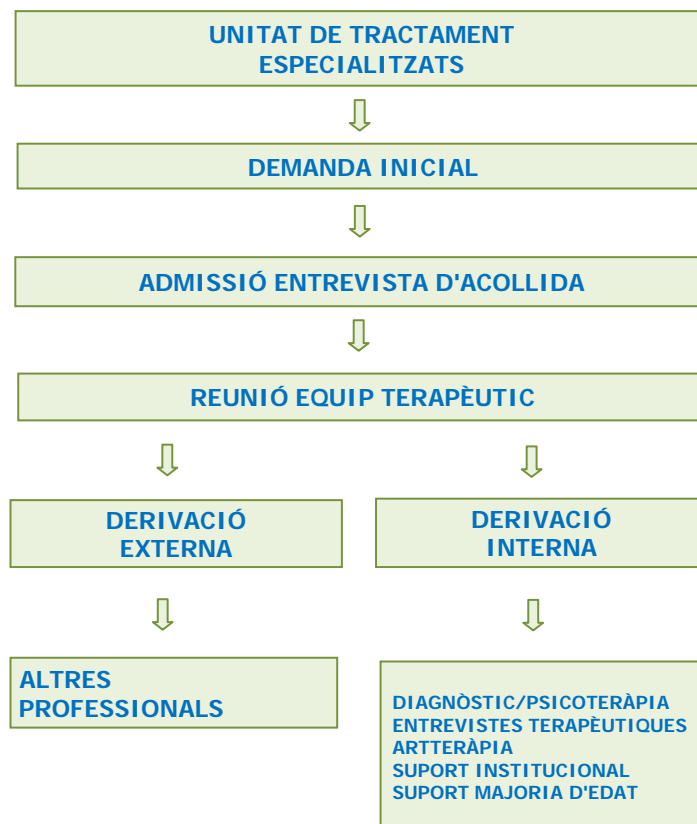 UNITAT DE TRACTAMENT
ESPECIALITZATS
DEMANDA INICIAL
ADMISSIÓ ENTREVISTA D'ACOLLIDA
REUNIÓ EQUIP TERAPÈUTIC
DERIVACIÓ
EXTERNA
DERIVACIÓ
INTERNA
ALTRES
PROFESSIONALS
DIAGNÒSTIC/PSICOTERÀPIA
ENTREVISTES TERAPÈUTIQUES
ARTTERÀPIA
SUPORT INSTITUCIONAL
SUPORT MAJORIA D'EDAT